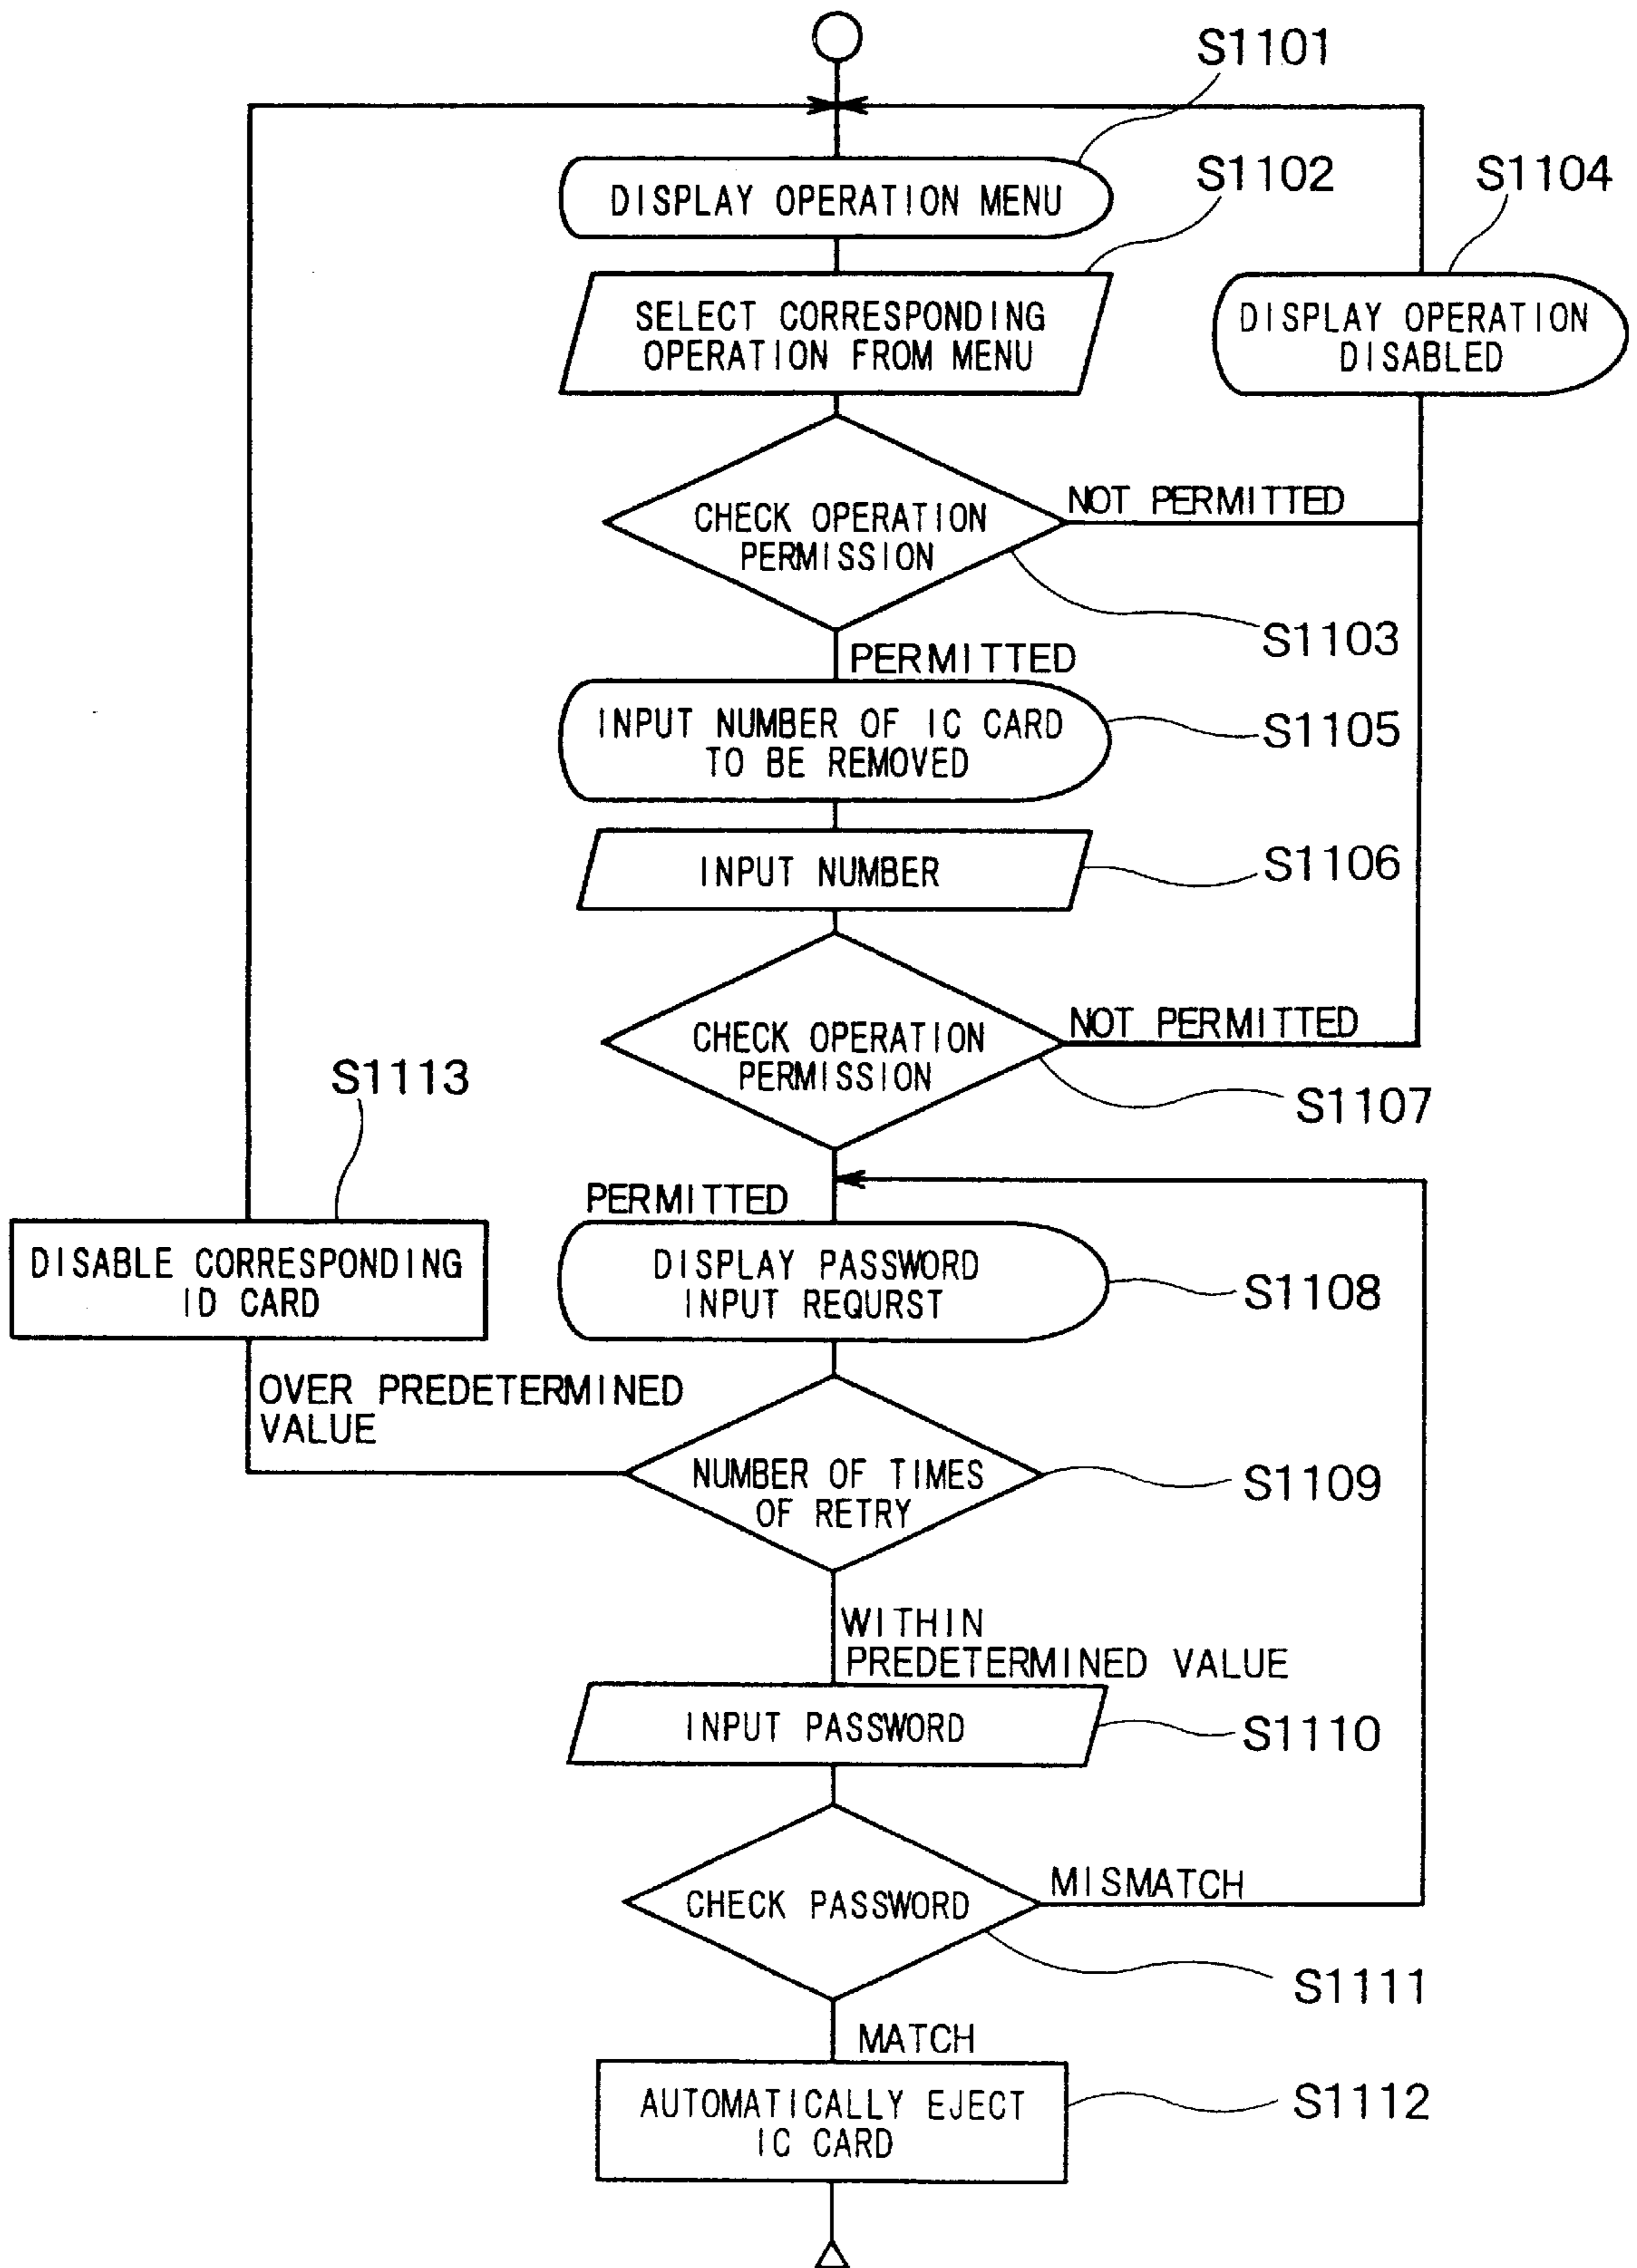 S1101
DISPLAY OPERATION MENU
S1102
S1104
SELECT CORRESPONDING
OPERATION FROM MENU
DISPLAY OPERATION
DISABLED
CHECK OPERATION
PERMISSION
NOT PERMITTED
S1103
PERMITTED
INPUT NUMBER OF IC CARD
TO BE REMOVED
S1105
INPUT NUMBER
S1106
CHECK OPERATION
PERMISSION
NOT PERMITTED
S1107
S1113
PERMITTED
DISABLE CORRESPONDING
ID CARD
DISPLAY PASSWORD
INPUT REQURST
S1108
OVER PREDETERMINED
VALUE
NUMBER OF TIMES
OF RETRY
S1109
WITHIN
PREDETERMINED VALUE
INPUT PASSWORD
S1110
CHECK PASSWORD
MISMATCH
S1111
MATCH
AUTOMATICALLY EJECT
IC CARD
S1112